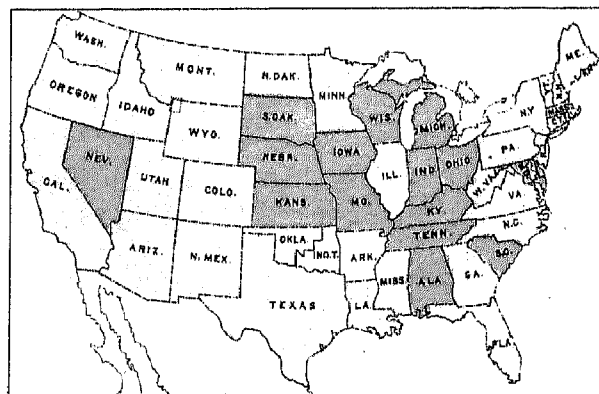 WASH.
MONT.
N.DAK.
MINN.
ME.
OREGON
IDAHO
S.DAK.
WIS.
MICH.
N.Y.
WYO.
NEV.
NEBR.
IOWA
PA.
OHIO
IND.
ILL.
CAL.
UTAH
COLO.
KANS.
MO.
W.VA.
VA.
KY.
N.C.
TENN.
ARIZ.
N.MEX.
OKLA.
IND.T.
ARK.
S.C.
MISS.
ALA.
GA.
TEXAS
LA.
FLA.